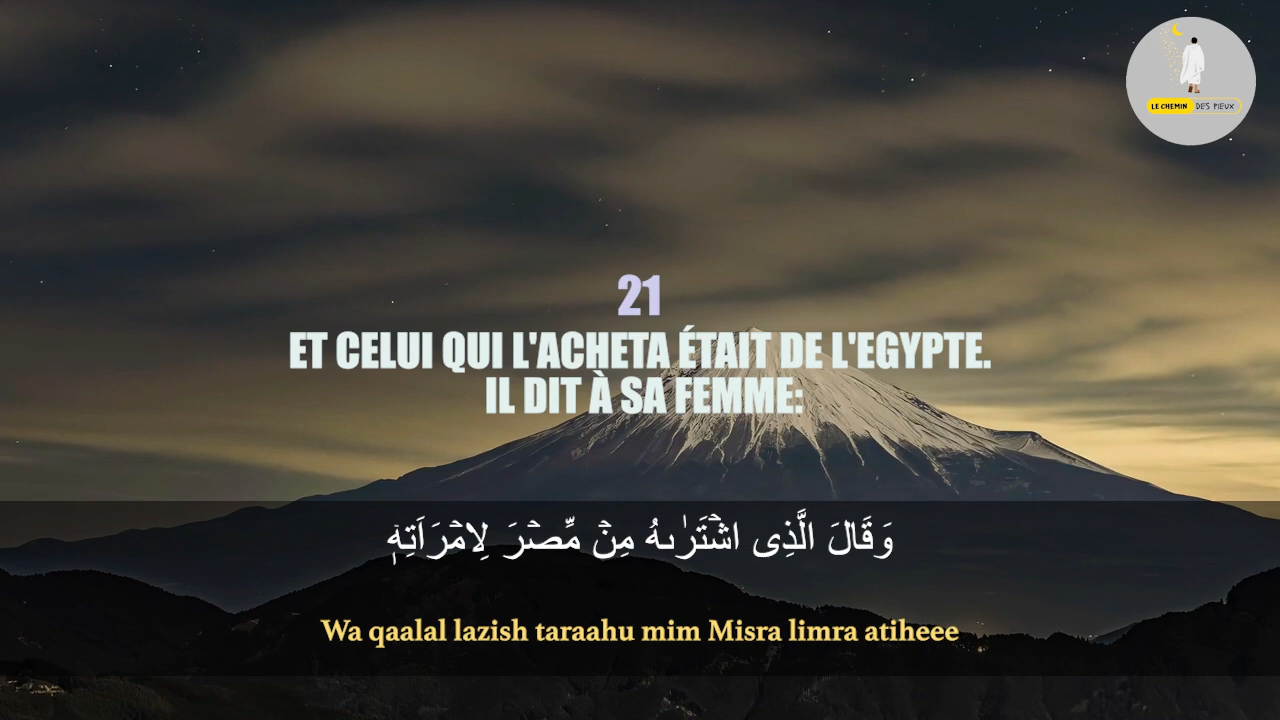 LE CHEMIN DES PIEUX
21
ET CELUI QUI L'ACHETA ÉTAIT DE L'EGYPTE.
IL DIT À SA FEMME:
وَقَالَ الَّذِى اشۡتَرٰٮهُ مِنۡ مِّصۡرَ لِامۡرَاَتِهٖۤ
Wa qaalal lazish taraahu mim Misra limra atiheee